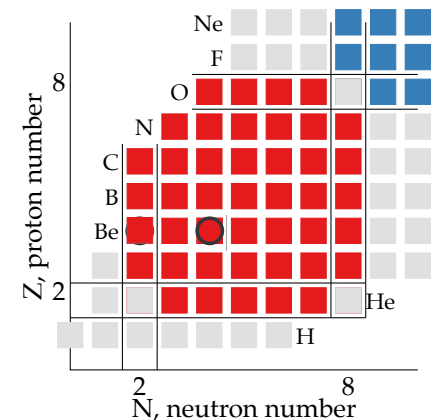 Ne
F
8
O
N
C
B
Be
Z, proton number
2
He
H
2
8
N, neutron number